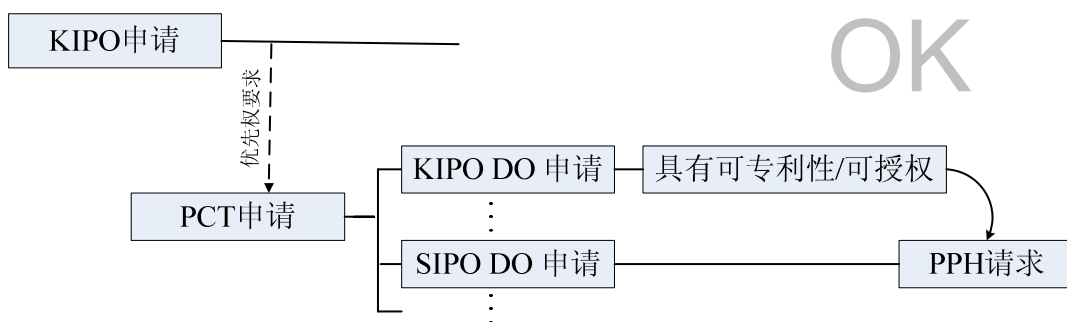 KIPO申请
OK
优先权要求
KIPO DO 申请
具有可专利性/可授权
PCT申请
SIPO DO 申请
PPH请求